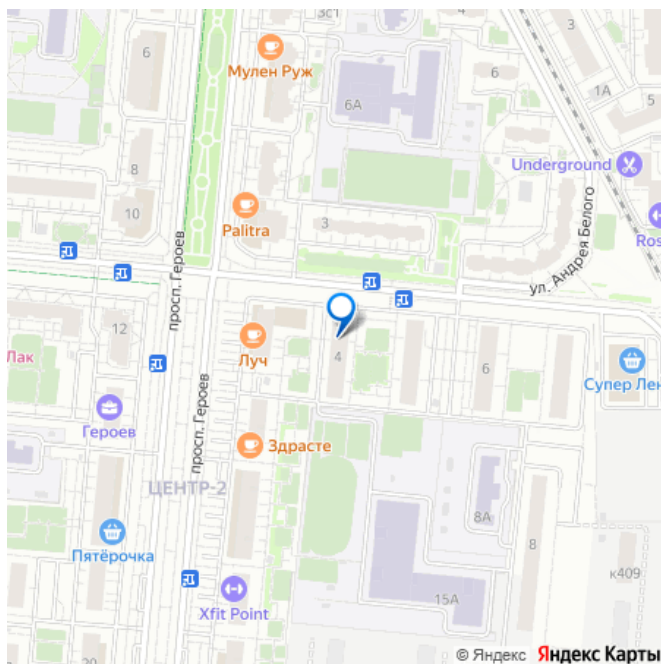 3с1
6
Мулен Руж
6
6А
1А
5
Underground
8
10
Palitra
3
Ros
ул. Андрея Белого
просп. Героев
12
Лак
Луч
4
6
Супер Лен
просп. Героев
Героев
Здрасте
ЦЕНТР-2
8А
8
Пятёрочка
к409
15А
Xfit Point
20
© Яндекс Яндекс Карты